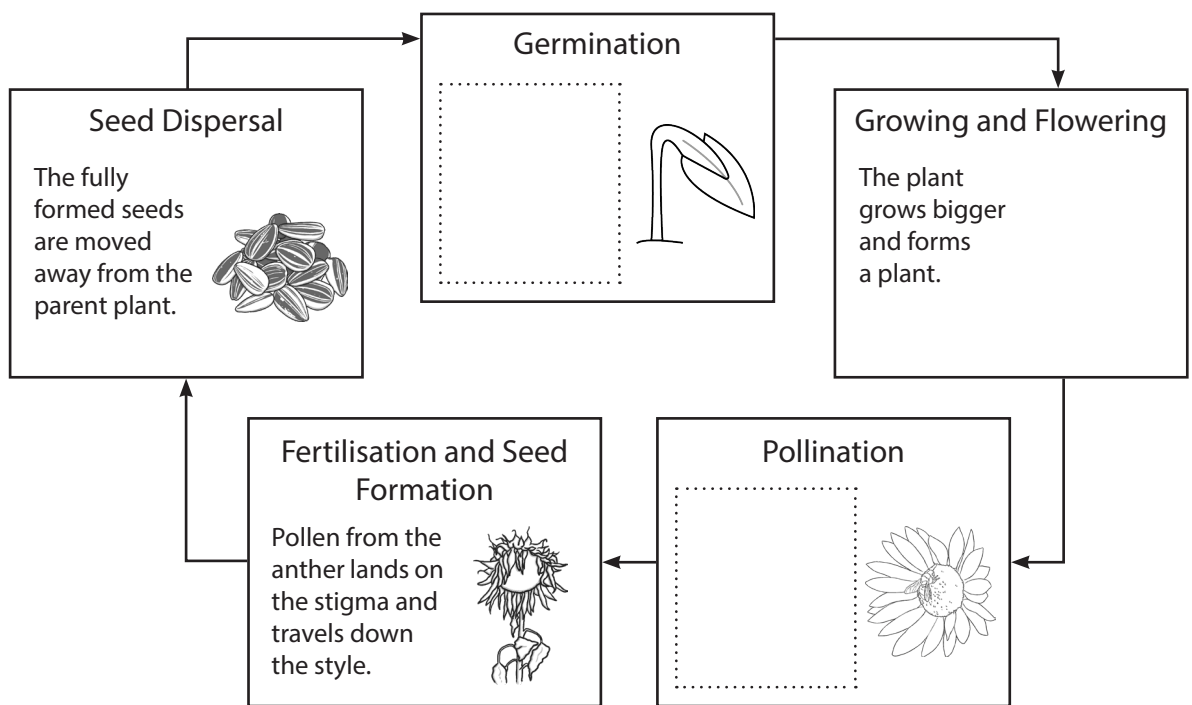 Germination
Seed Dispersal
The fully
formed seeds
are moved
away from the
parent plant.
Growing and Flowering
The plant
grows bigger
and forms
a plant.
Fertilisation and Seed
Formation
Pollen from the
anther lands on
the stigma and
travels down
the style.
Pollination